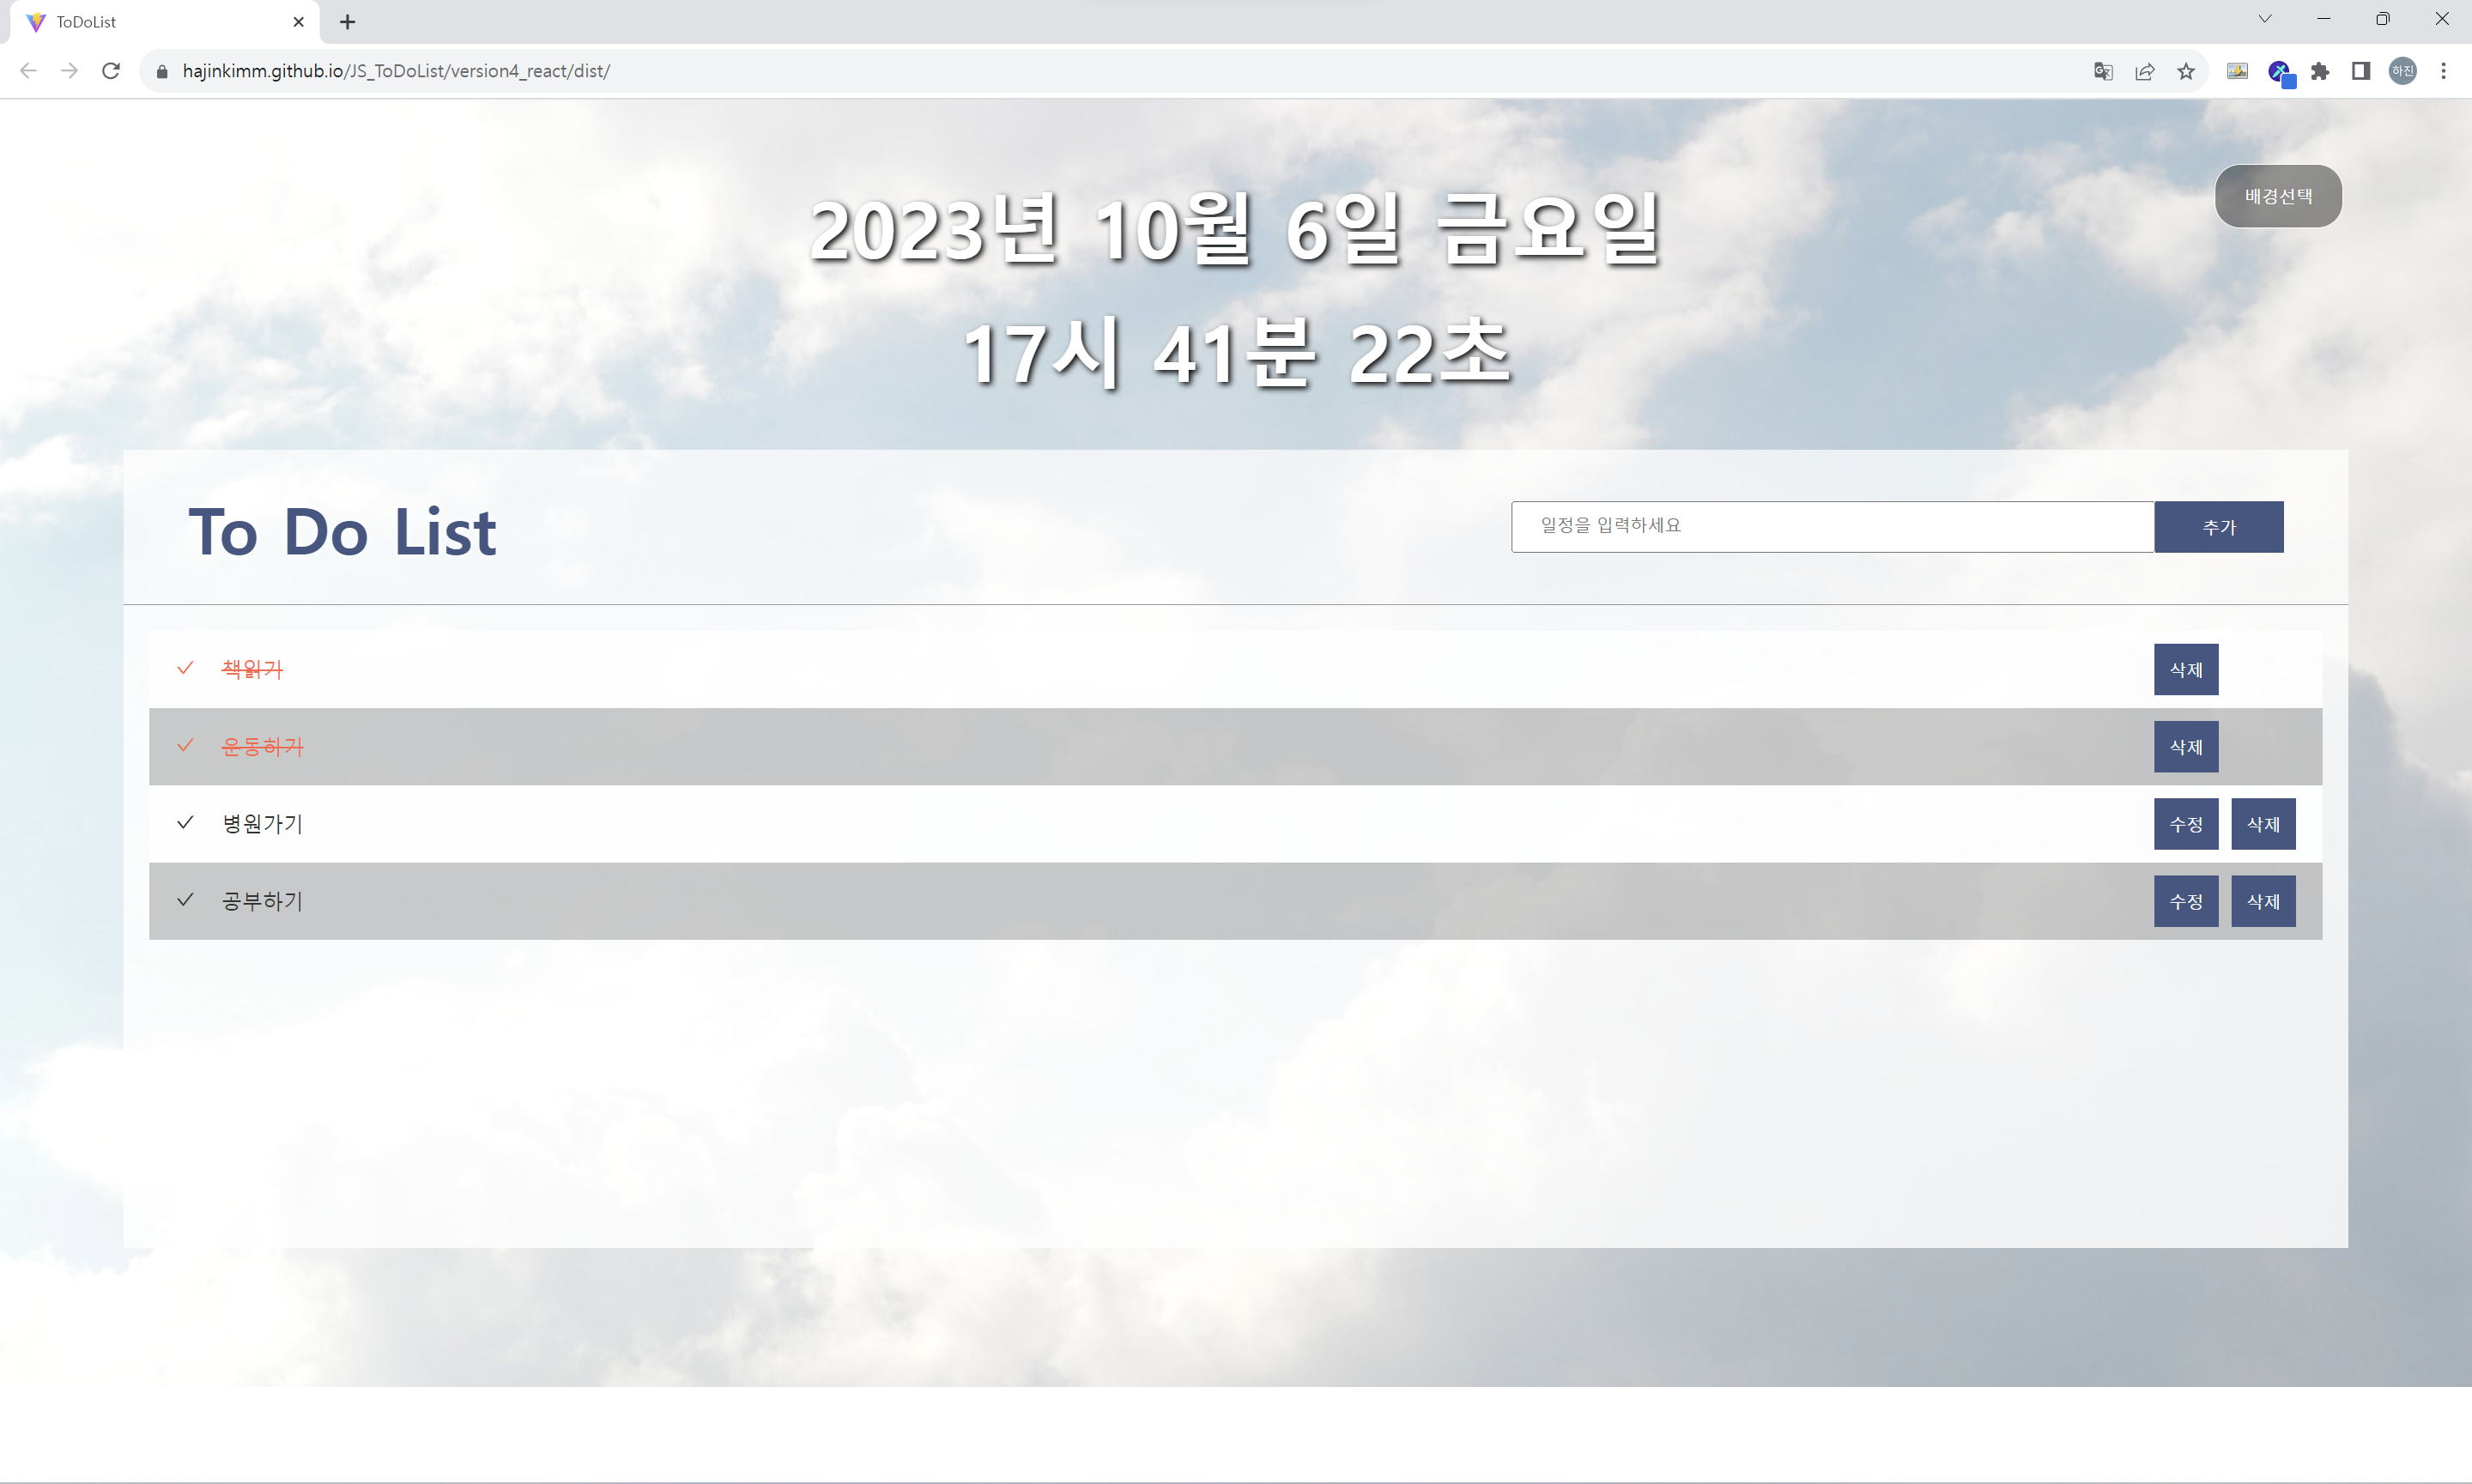 ToDoList
hajinkimm.github.io/JS_ToDoList/version4_react/dist/
하진
배경선택
2023년 10월 6일 금요일
17시 41분 22초
To Do List
일정을 입력하세요
추가
책읽기
삭제
운동하기
삭제
병원가기
수정 삭제
공부하기
수정 삭제